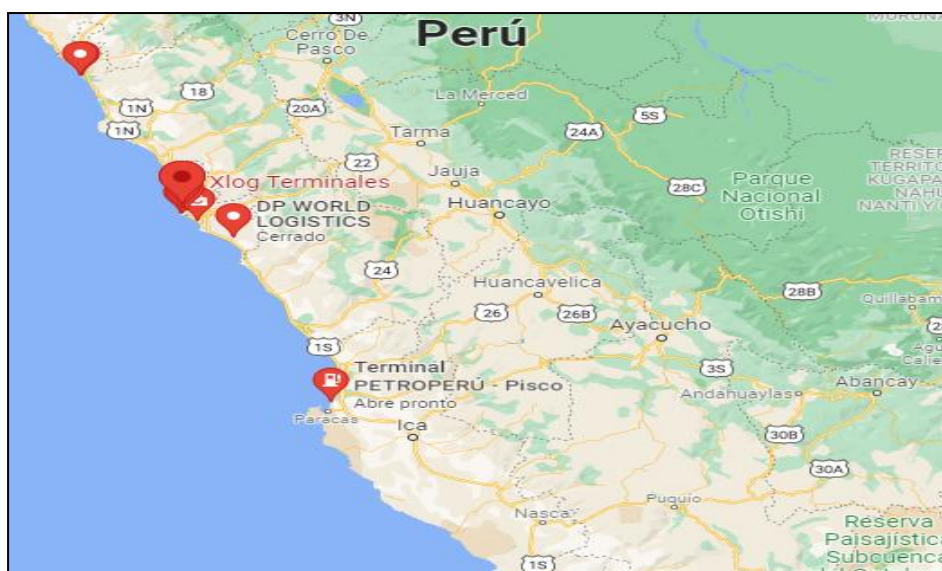 3N
Perú
Cerro De
Pasco
1N
18
20A
La Merced
5S
1N
Tarma
24A
22
RESE
TERRITO
KUGAPA
NAHU
NANTI Y
Xlog Terminales
Jauja
28C
Parque
Nacional
Otishi
DP WORLD
LOGISTICS
Cerrado
Huancayo
24
Huancavelica
28B
Quillabam
26
26B
Ayacucho
1S
Agu
Calie
3S
Terminal
PETROPERÚ - Pisco
Abre pronto
Andahuaylas
Abancay
Paracas
Ica
30B
30A
Puquio
Nasca
Reserva
Paisajística
Subcuenca
1S